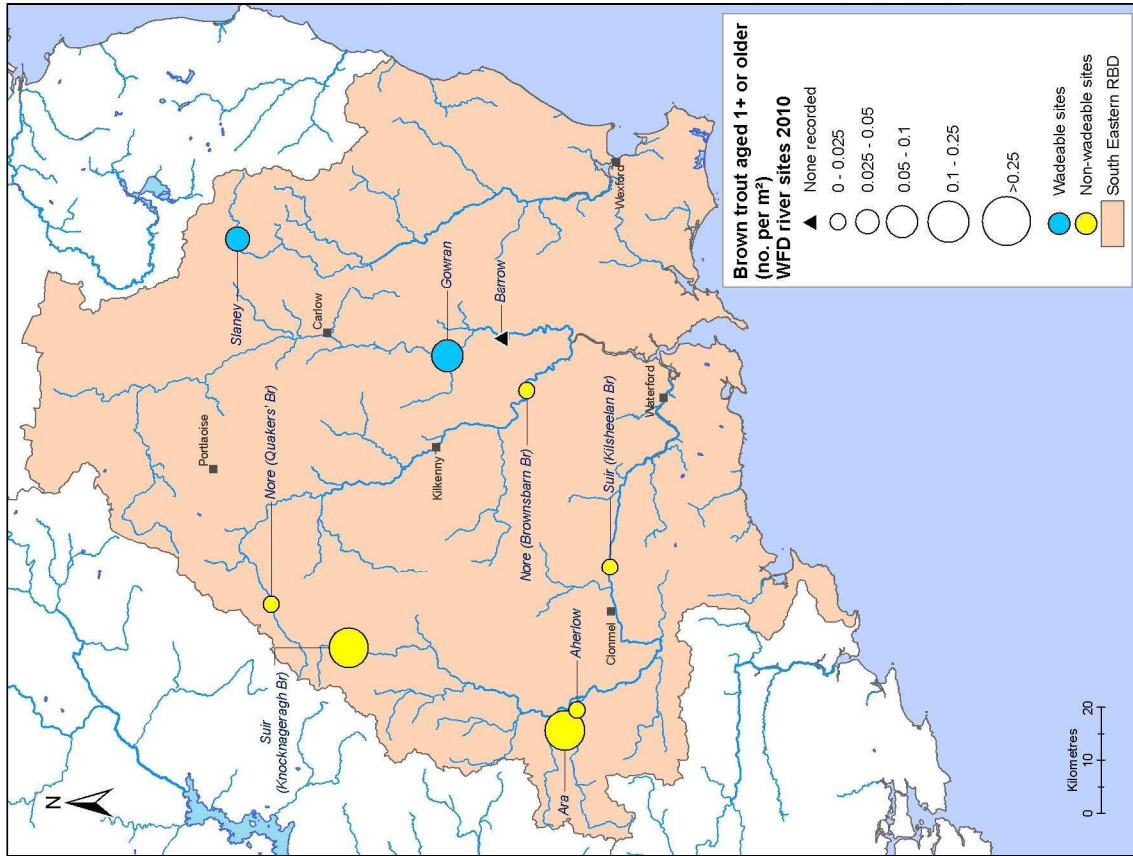 N
Portlaoise
Slaney
Nore (Quakers' Br)
Carlow
Suir
(Knocknageragh Br)
Gowran
Kilkenny
Barrow
Nore (Brownsbarn Br)
Suir (Kilsheelan Br)
Wexford
Waterford
Clonmel
Aherlow
Ara
0 10 20
Kilometres
Brown trout aged 1+ or older
(no. per m²)
WFD river sites 2010
None recorded
0 - 0.025
0.025 - 0.05
0.05 - 0.1
0.1 - 0.25
>0.25
Wadeable sites
Non-wadeable sites
South Eastern RBD